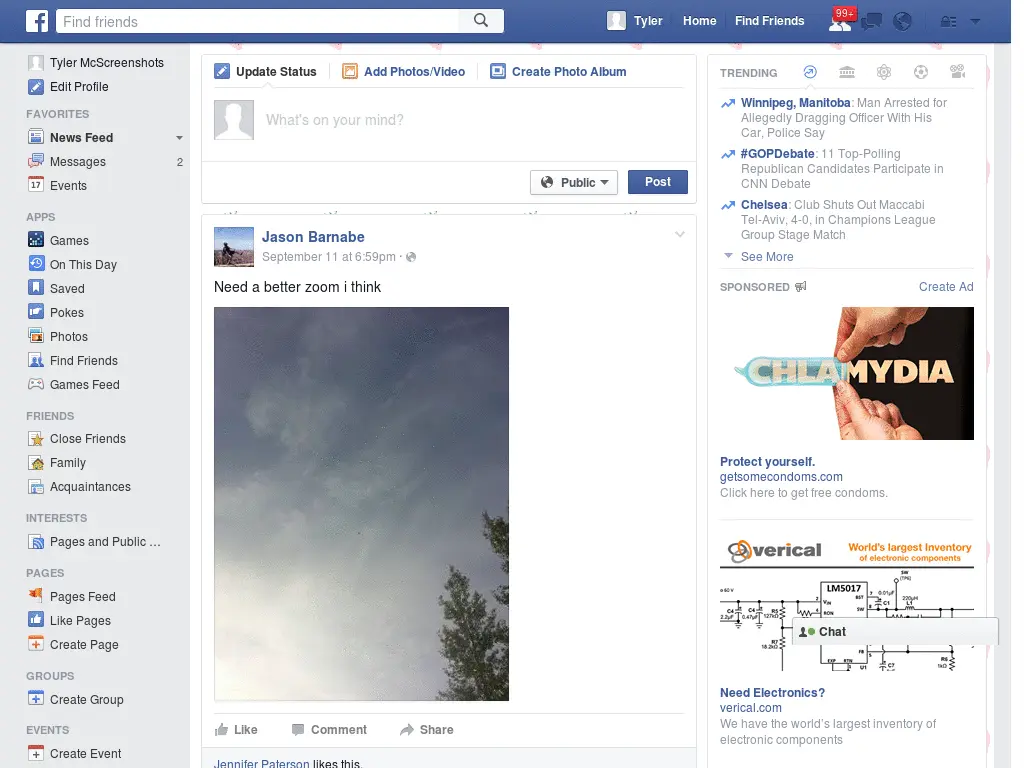 f Find friends
Tyler Home Find Friends 99+
Tyler McScreenshots
Edit Profile
FAVORITES
News Feed
Messages 2
17 Events
APPS
Games
On This Day
Saved
Pokes
Photos
Find Friends
Games Feed
FRIENDS
Close Friends
Family
Acquaintances
INTERESTS
Pages and Public ...
PAGES
Pages Feed
Like Pages
Create Page
GROUPS
Create Group
EVENTS
Create Event
Update Status Add Photos/Video Create Photo Album
What's on your mind?
Public Post
Jason Barnabe
September 11 at 6:59pm ·
Need a better zoom i think
Like Comment Share
Jennifer Paterson likes this.
TRENDING
Winnipeg, Manitoba: Man Arrested for
Allegedly Dragging Officer With His
Car, Police Say
#GOPDebate: 11 Top-Polling
Republican Candidates Participate in
CNN Debate
Chelsea: Club Shuts Out Maccabi
Tel-Aviv, 4-0, in Champions League
Group Stage Match
See More
SPONSORED Create Ad
CHLAMYDIA
Protect yourself.
getsomecondoms.com
Click here to get free condoms.
verical World's largest Inventory
of electronic components
LM5017
Chat
Need Electronics?
verical.com
We have the world's largest inventory of
electronic components